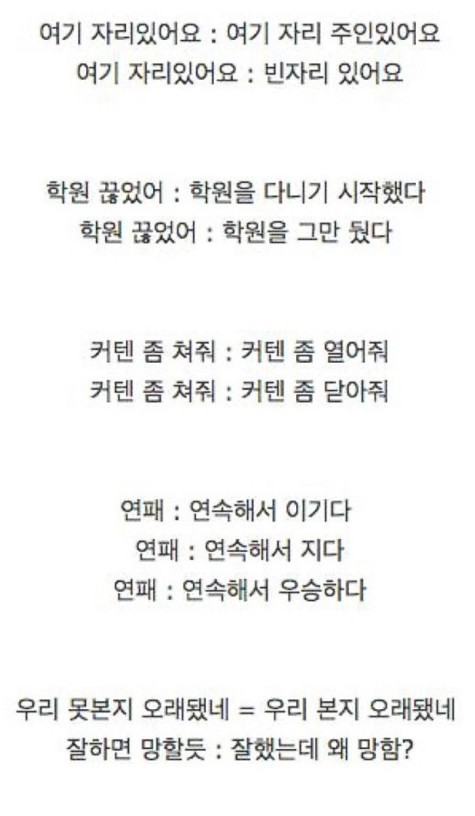 여기 자리있어요 : 여기 자리 주인있어요
여기 자리있어요 : 빈자리 있어요
학원 끊었어 : 학원을 다니기 시작했다
학원 끊었어 : 학원을 그만 뒀다
커텐 좀 쳐줘 : 커텐 좀 열어줘
커텐 좀 쳐줘 : 커텐 좀 닫아줘
연패 : 연속해서 이기다
연패 : 연속해서 지다
연패 : 연속해서 우승하다
우리 못본지 오래됐네 = 우리 본지 오래됐네
잘하면 망할듯 : 잘했는데 왜 망함?